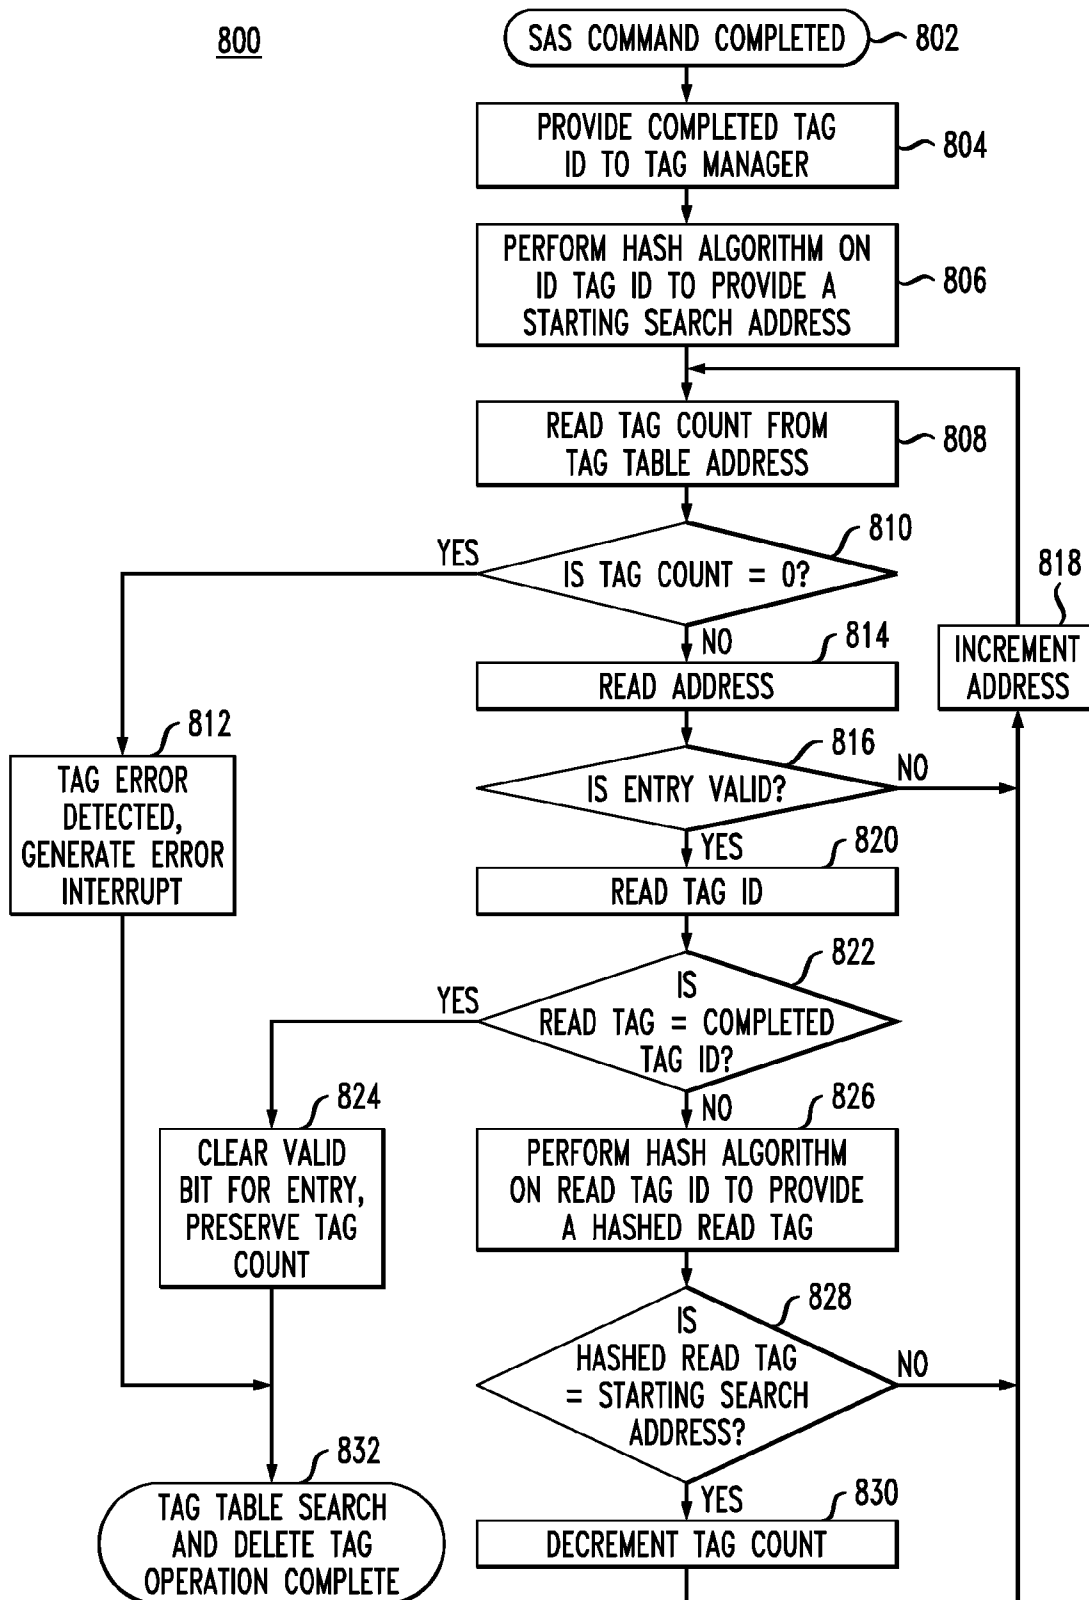 800
SAS COMMAND COMPLETED
802
PROVIDE COMPLETED TAG
ID TO TAG MANAGER
804
PERFORM HASH ALGORITHM ON
ID TAG ID TO PROVIDE A
STARTING SEARCH ADDRESS
806
READ TAG COUNT FROM
TAG TABLE ADDRESS
808
810
YES
IS TAG COUNT = 0?
NO
818
INCREMENT
ADDRESS
814
READ ADDRESS
812
TAG ERROR
DETECTED,
GENERATE ERROR
INTERRUPT
816
IS ENTRY VALID?
NO
YES
820
READ TAG ID
822
YES
IS
READ TAG = COMPLETED
TAG ID?
NO
824
CLEAR VALID
BIT FOR ENTRY,
PRESERVE TAG
COUNT
826
PERFORM HASH ALGORITHM
ON READ TAG ID TO PROVIDE
A HASHED READ TAG
828
IS
HASHED READ TAG
= STARTING SEARCH
ADDRESS?
NO
YES
830
DECREMENT TAG COUNT
832
TAG TABLE SEARCH
AND DELETE TAG
OPERATION COMPLETE